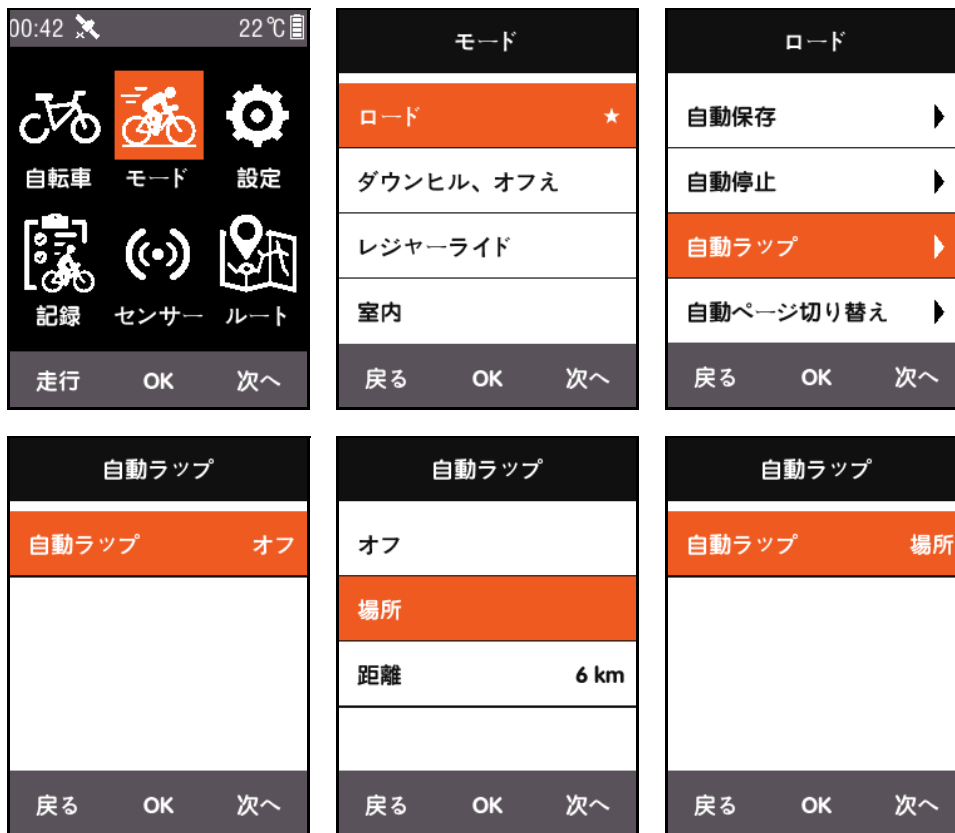 00:42 22℃
自転車 モード 設定
記録 センサー ルート
走行 OK 次へ
モード
ロード ★
ダウンヒル、オフえ
レジャーライド
室内
戻る OK 次へ
ロード
自動保存
自動停止
自動ラップ
自動ページ切り替え
戻る OK 次へ
自動ラップ
自動ラップ オフ
戻る OK 次へ
自動ラップ
オフ
場所
距離 6 km
戻る OK 次へ
自動ラップ
自動ラップ 場所
戻る OK 次へ